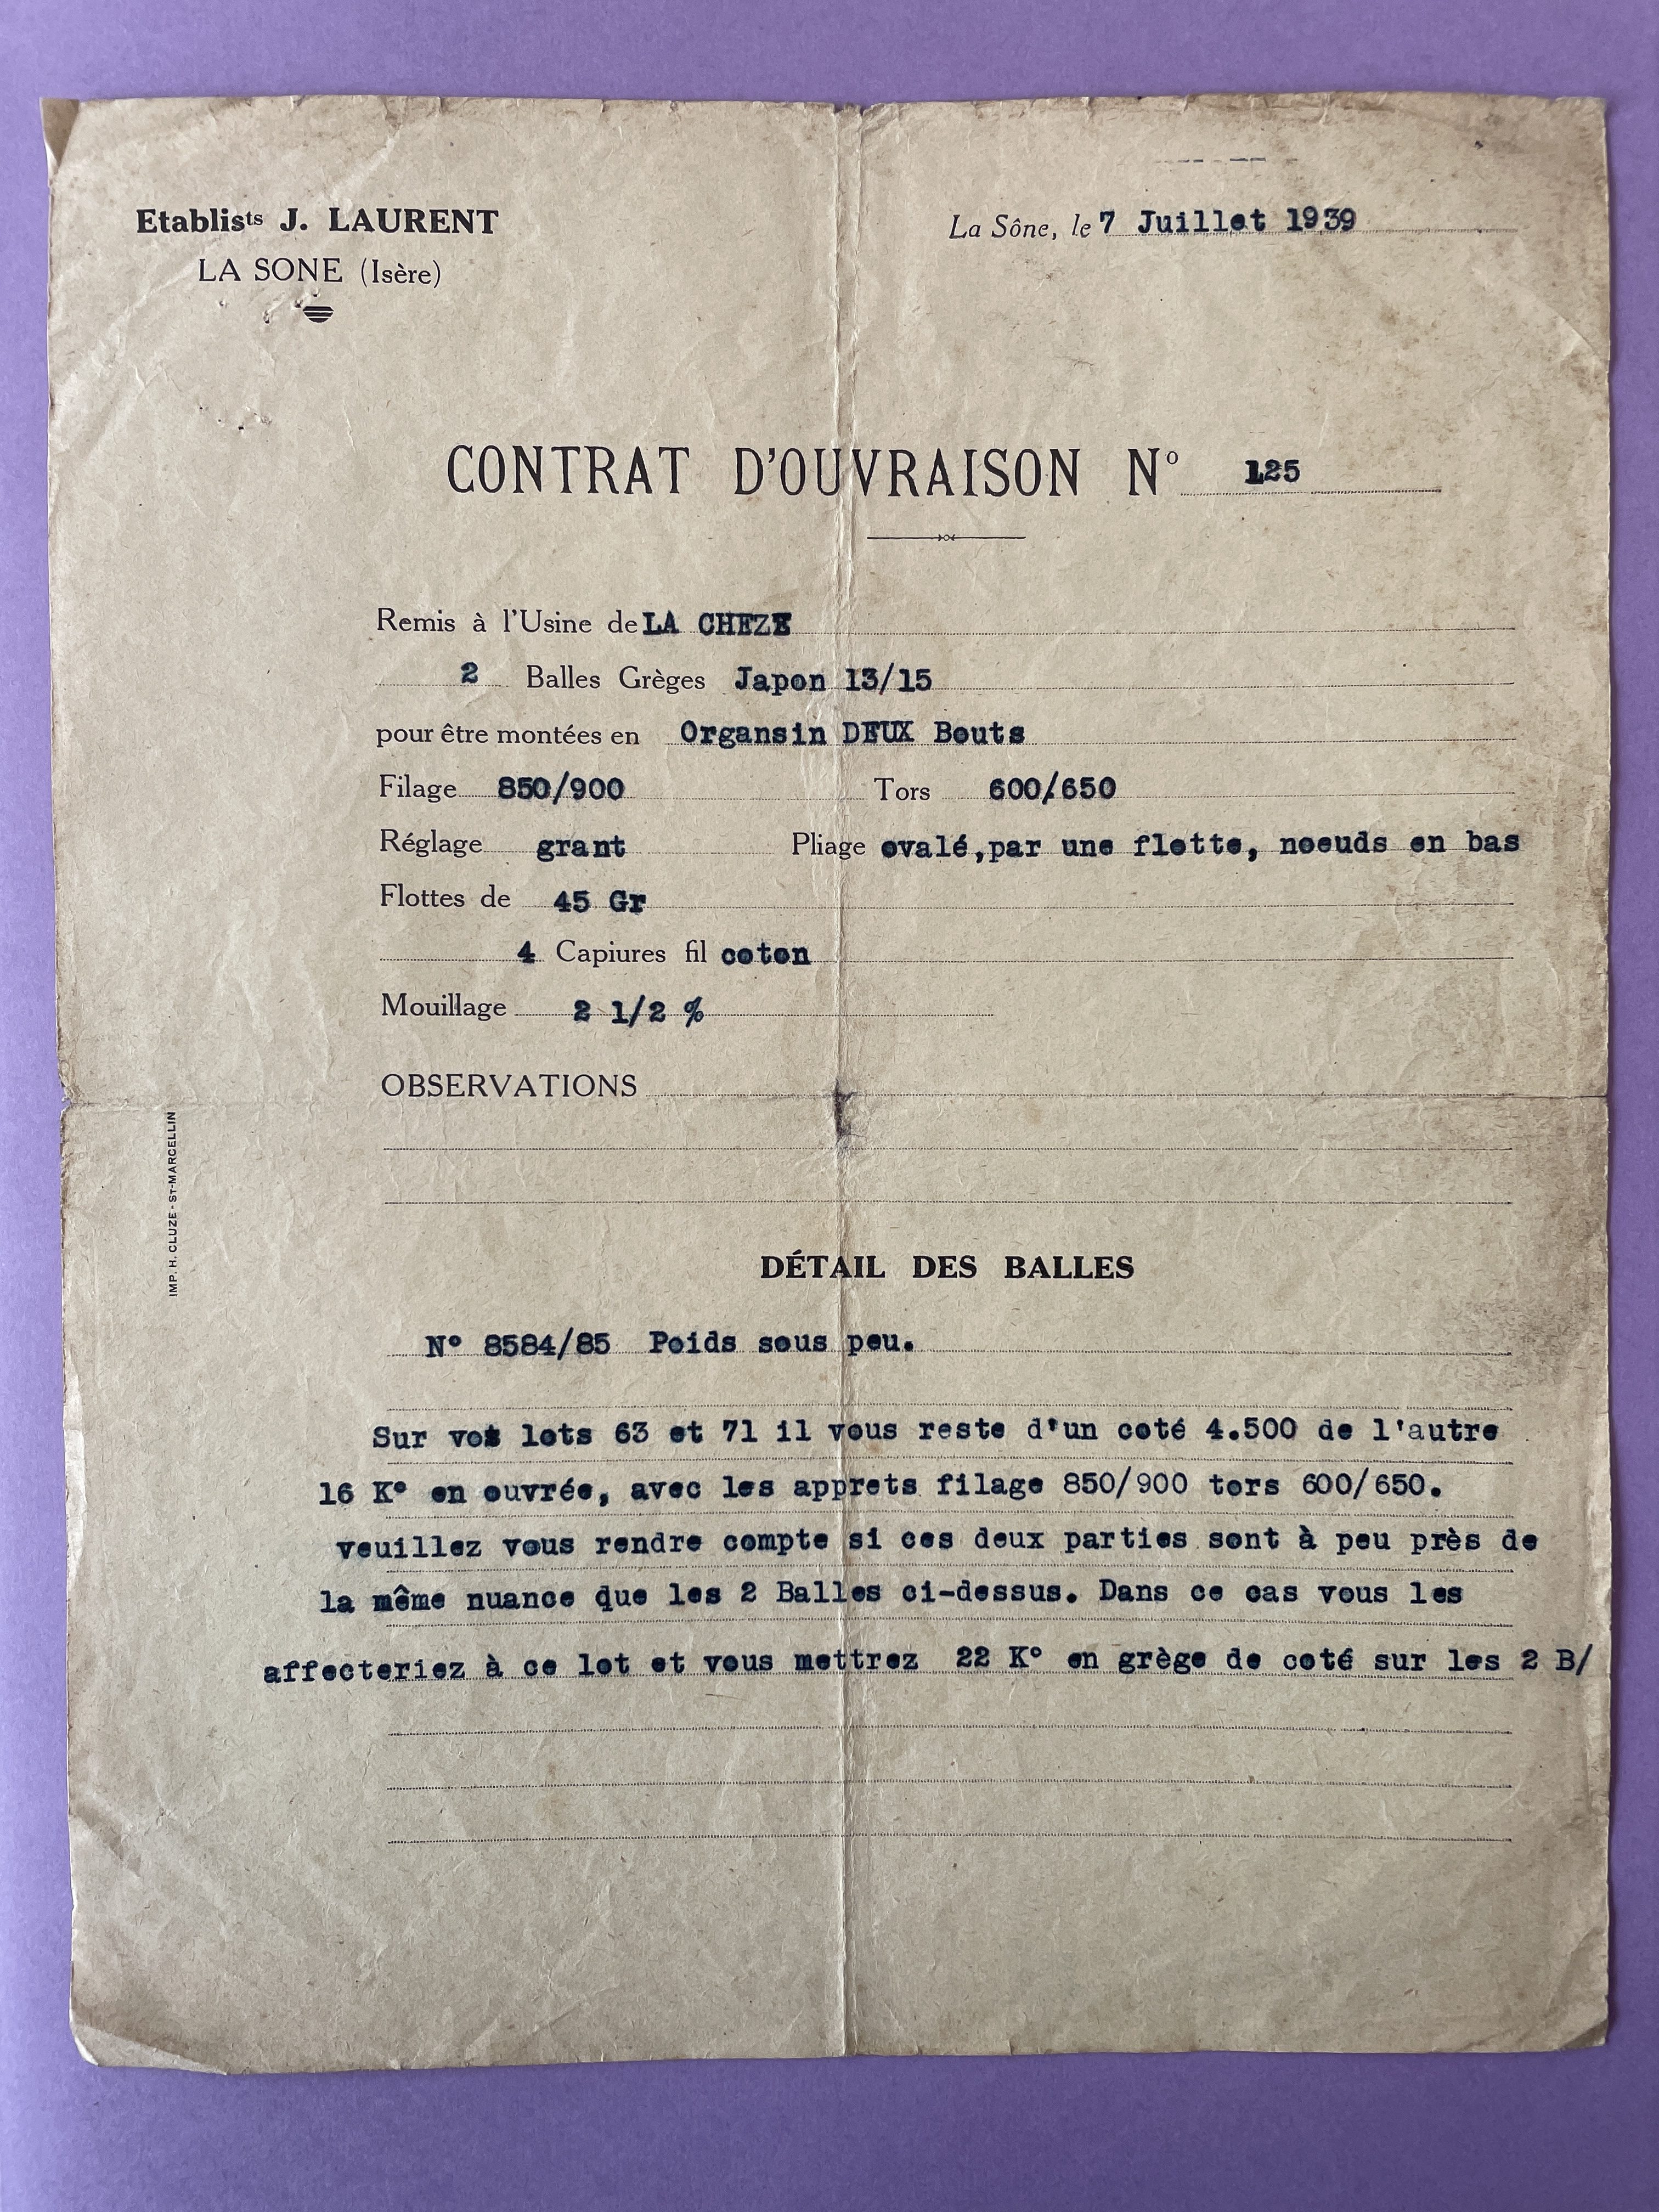 Etablists J. LAURENT
LA SONE (Isère)
La Sône, le 7 Juillet 1939
CONTRAT D'OUVRAISON No 125
Remis à l'Usine de LA CHEZE
2 Balles Grèges Japon 13/15
pour être montées en Organsin DEUX Bouts
Filage 850/900 Tors 600/650
Réglage grant Pliage ovalé,par une flotte, noeuds en bas
Flottes de 45 Gr
4 Capiures fil coton
Mouillage 2 1/2 %
OBSERVATIONS
IMP. H. CLUZE - ST-MARCELLIN
DÉTAIL DES BALLES
N° 8584/85 Poids sous peu.
Sur vos lots 63 et 71 il vous reste d'un coté 4.500 de l'autre
16 K° en ouvrée, avec les apprets filage 850/900 tors 600/650.
veuillez vous rendre compte si ces deux parties sont à peu près de
la même nuance que les 2 Balles ci-dessus. Dans ce cas vous les
affecteriez à ce lot et vous mettrez 22 K° en grège de coté sur les 2 B/